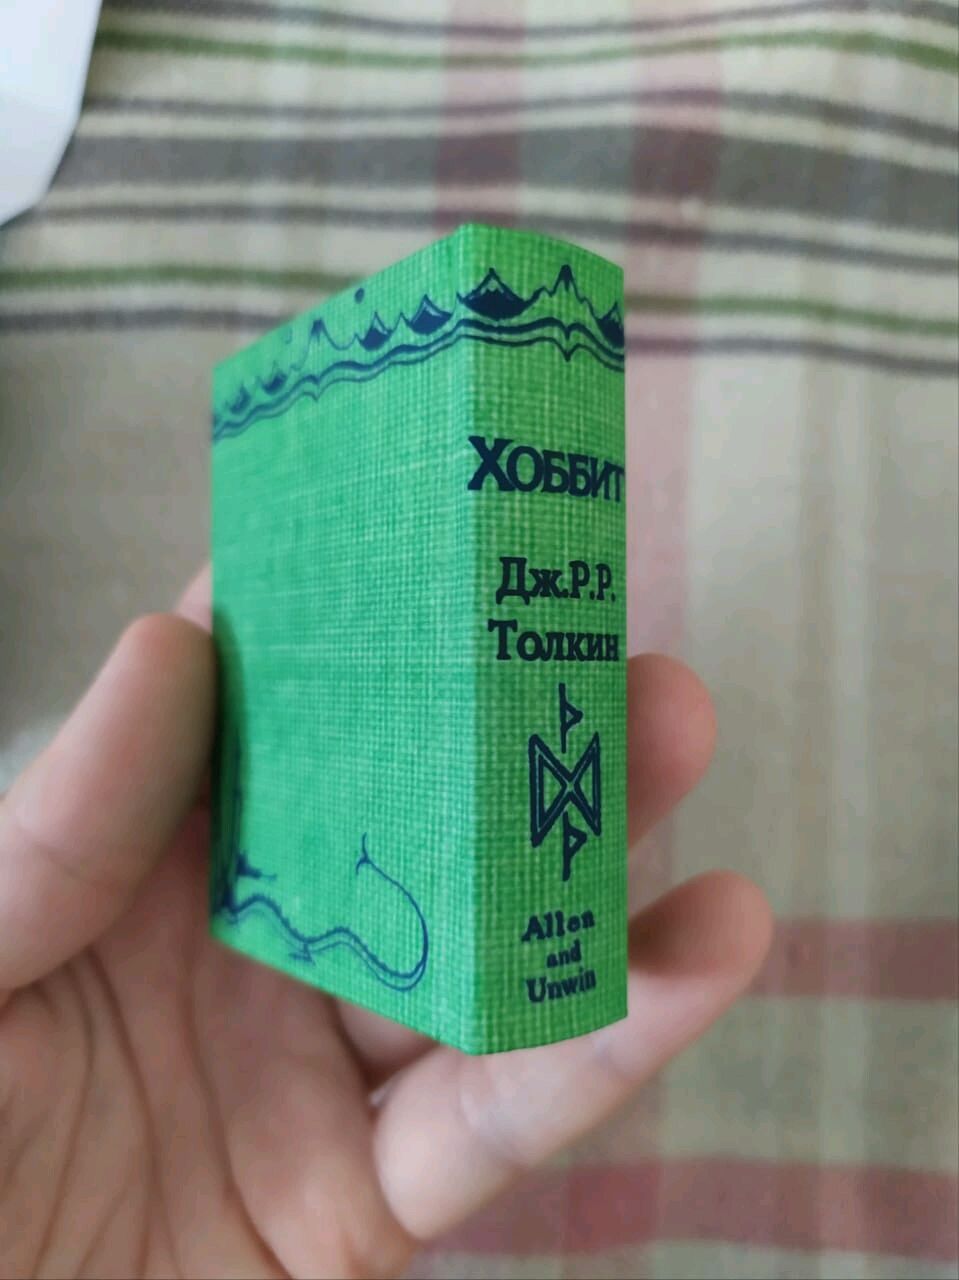 Хоббит
Дж.Р.Р.
Толкин
Allen
and
Unwin